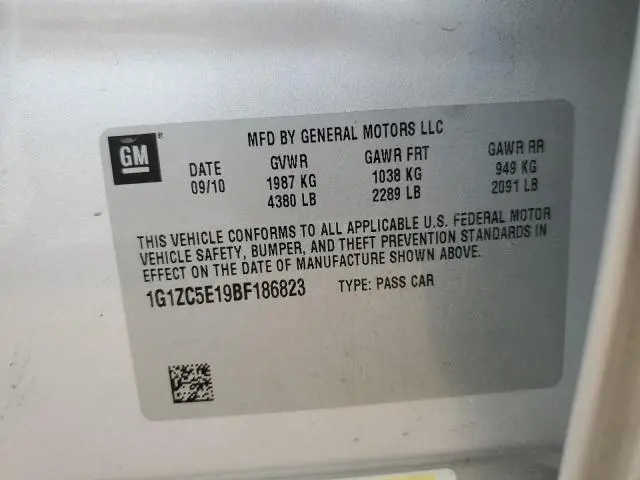 GM®
MFD BY GENERAL MOTORS LLC
DATE GVWR GAWR FRT GAWR RR
09/10 1987 KG 1038 KG 949 KG
4380 LB 2289 LB 2091 LB
THIS VEHICLE CONFORMS TO ALL APPLICABLE U.S. FEDERAL MOTOR
VEHICLE SAFETY, BUMPER, AND THEFT PREVENTION STANDARDS IN
EFFECT ON THE DATE OF MANUFACTURE SHOWN ABOVE.
1G1ZC5E19BF186823 TYPE: PASS CAR